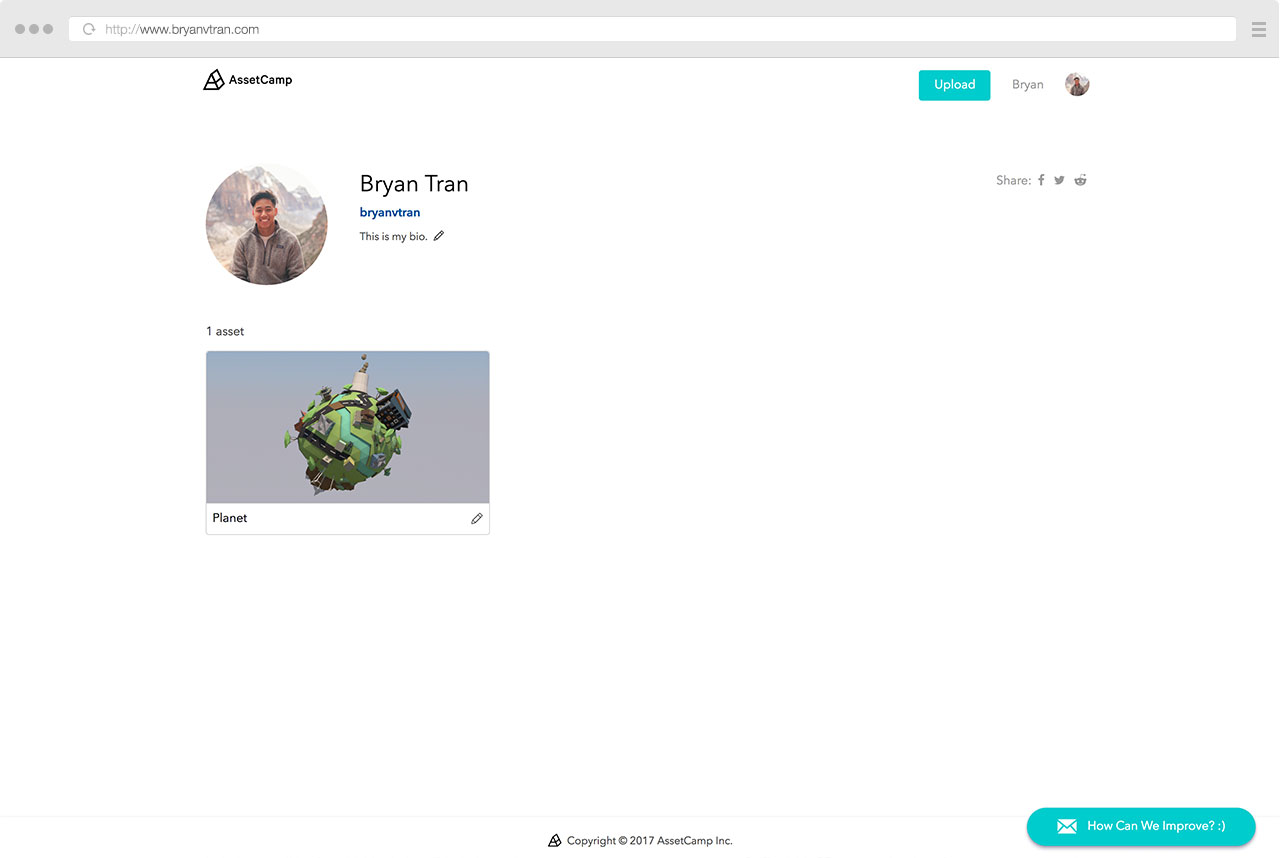 http://www.bryanvtran.com
AssetCamp
Upload
Bryan
Bryan Tran
Share:
bryanvtran
This is my bio.
1 asset
Planet
How Can We Improve? :)
Copyright © 2017 AssetCamp Inc.